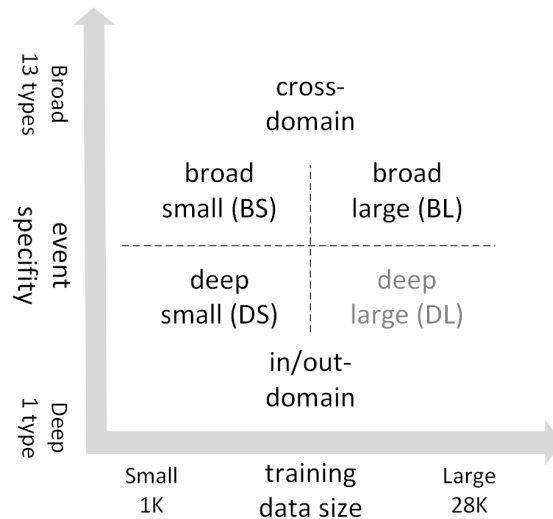 Broad
13 types
event
specifity
Deep
1 type
cross-
domain
broad
small (BS)
broad
large (BL)
deep
small (DS)
deep
large (DL)
in/out-
domain
Small
1K
training
data size
Large
28K